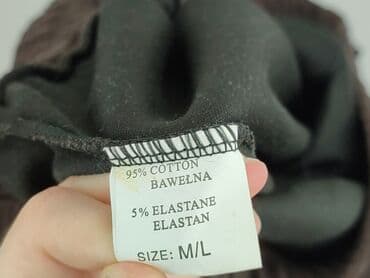 95% COTTON
BAWEŁNA
5% ELASTANE
ELASTAN
SIZE: M/L